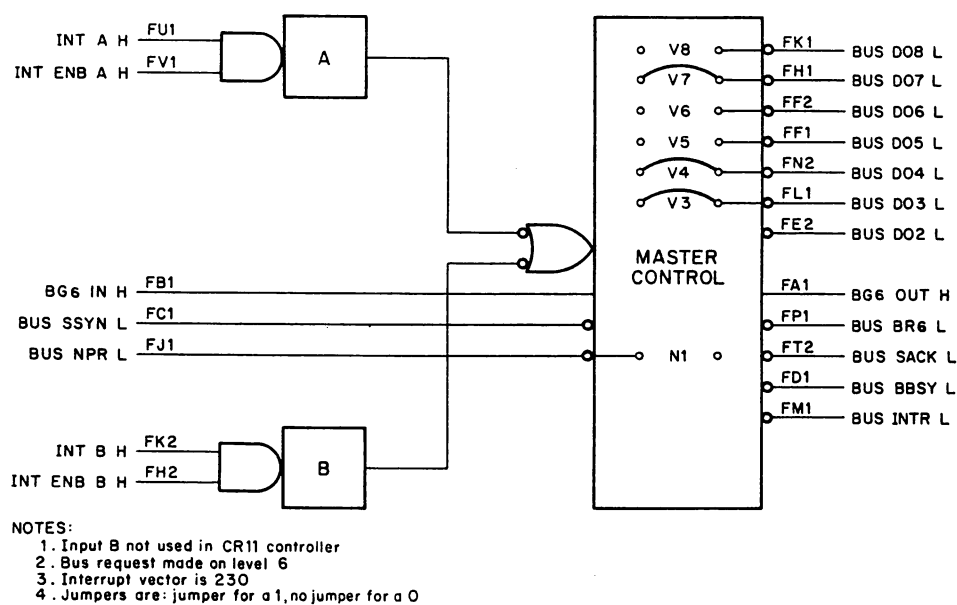 INT A H FU1
INT ENB A H FV1
A
V8 FK1 BUS D08 L
V7 FH1 BUS D07 L
V6 FF2 BUS D06 L
V5 FF1 BUS D05 L
V4 FN2 BUS D04 L
V3 FL1 BUS D03 L
FE2 BUS D02 L
MASTER
CONTROL
BG6 IN H FB1
FA1 BG6 OUT H
BUS SSYN L FC1
FP1 BUS BR6 L
BUS NPR L FJ1
N1 FT2 BUS SACK L
FD1 BUS BBSY L
FM1 BUS INTR L
INT B H FK2
INT ENB B H FH2
B
NOTES:
1. Input B not used in CR11 controller
2. Bus request made on level 6
3. Interrupt vector is 230
4. Jumpers are: jumper for a 1, no jumper for a 0